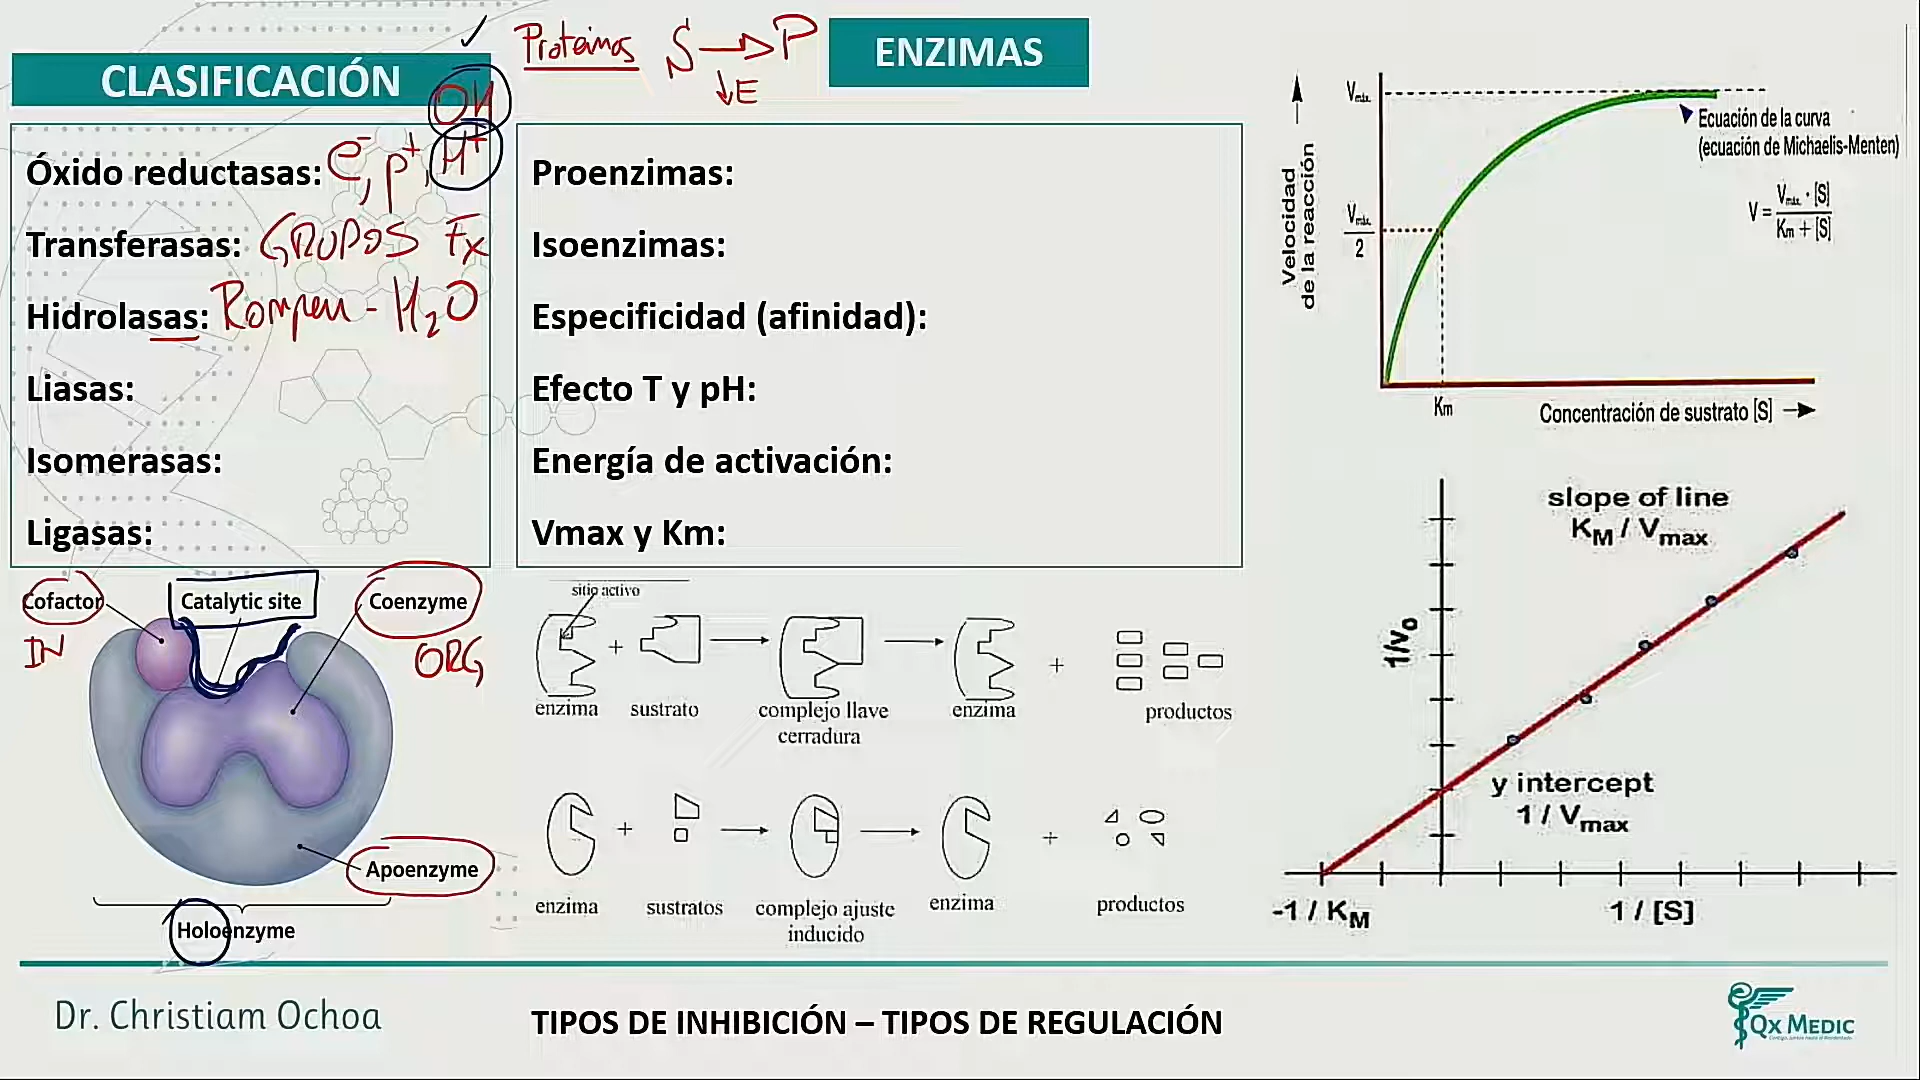 Proteinas S → P
↓E
ENZIMAS
CLASIFICACIÓN
OH
Óxido reductasas: e⁻, p⁺, H⁺
Transferasas: GRUPOS Fx
Hidrolasas: Rompen - H₂O
Liasas:
Isomerasas:
Ligasas:
Proenzimas:
Isoenzimas:
Especificidad (afinidad):
Efecto T y pH:
Energía de activación:
Vmax y Km:
Cofactor
Catalytic site
Coenzyme
IN
ORG
Apoenzyme
Holoenzyme
sitio activo
+ +
enzima sustrato complejo llave enzima productos
cerradura
+ +
enzima sustratos complejo ajuste enzima productos
inducido
Velocidad
de la reacción
Vmáx.
Vmáx.
2
Km
Concentración de sustrato [S]
Ecuación de la curva
(ecuación de Michaelis-Menten)
V = Vmáx. · [S]
Km + [S]
slope of line
KM / Vmax
1/v₀
y intercept
1 / Vmax
-1 / KM
1 / [S]
Dr. Christiam Ochoa
TIPOS DE INHIBICIÓN – TIPOS DE REGULACIÓN
QX MEDIC